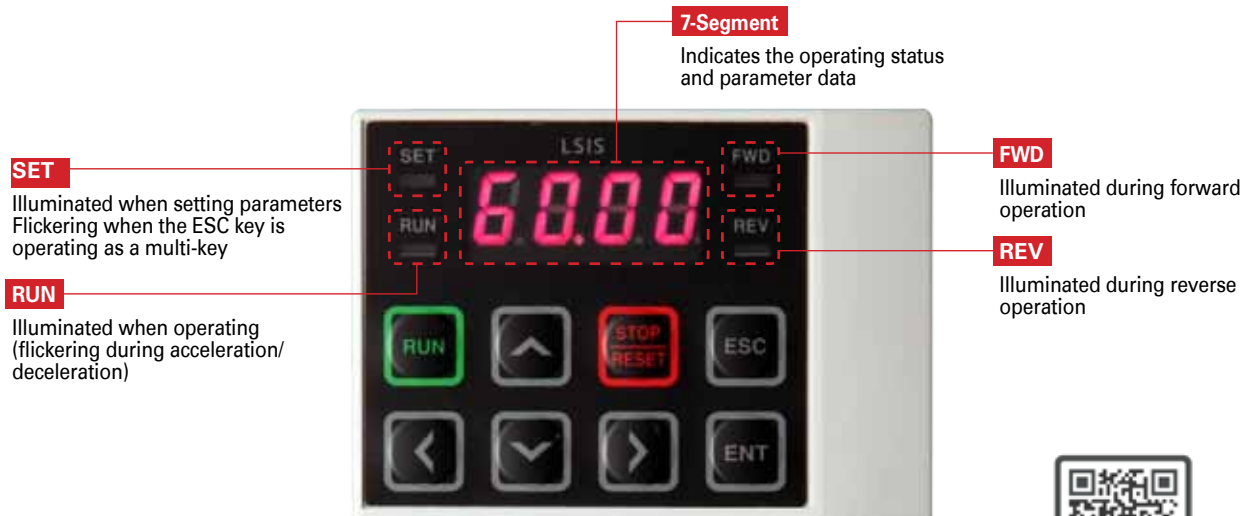 7-Segment
Indicates the operating status
and parameter data
SET
Illuminated when setting parameters
Flickering when the ESC key is
operating as a multi-key
RUN
Illuminated when operating
(flickering during acceleration/
deceleration)
LSIS
SET
FWD
60.00
RUN
REV
RUN
STOP
RESET
ESC
ENT
FWD
Illuminated during forward
operation
REV
Illuminated during reverse
operation